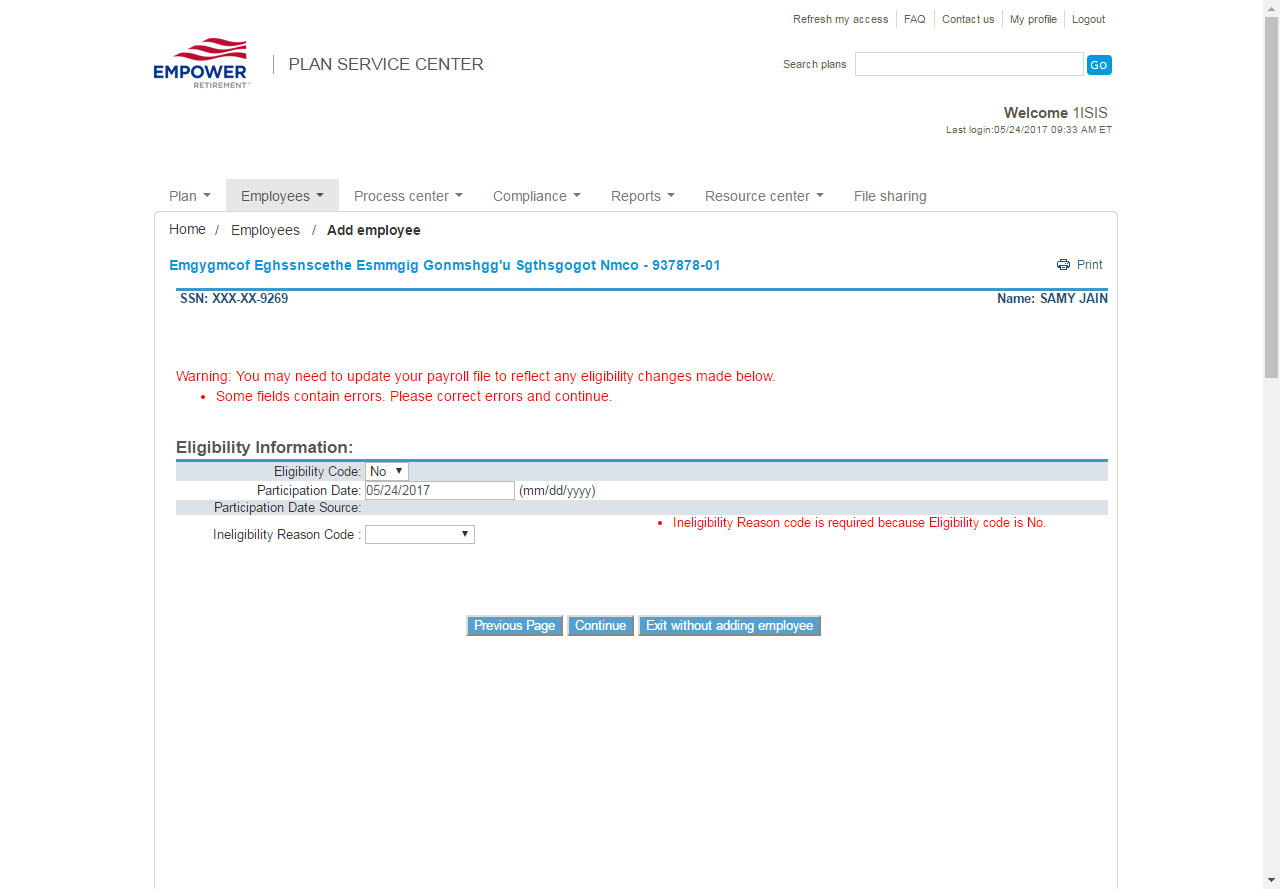 Refresh my access FAQ Contact us My profile Logout
EMPOWER
RETIREMENT™
PLAN SERVICE CENTER
Search plans Go
Welcome 1ISIS
Last login:05/24/2017 09:33 AM ET
Plan Employees Process center Compliance Reports Resource center File sharing
Home / Employees / Add employee
Emgygmcof Eghssnscethe Esmmgig Gonmshgg'u Sgthsgogot Nmco - 937878-01 Print
SSN: XXX-XX-9269 Name: SAMY JAIN
Warning: You may need to update your payroll file to reflect any eligibility changes made below.
• Some fields contain errors. Please correct errors and continue.
Eligibility Information:
Eligibility Code: No
Participation Date: 05/24/2017 (mm/dd/yyyy)
Participation Date Source:
• Ineligibility Reason code is required because Eligibility code is No.
Ineligibility Reason Code :
Previous Page Continue Exit without adding employee